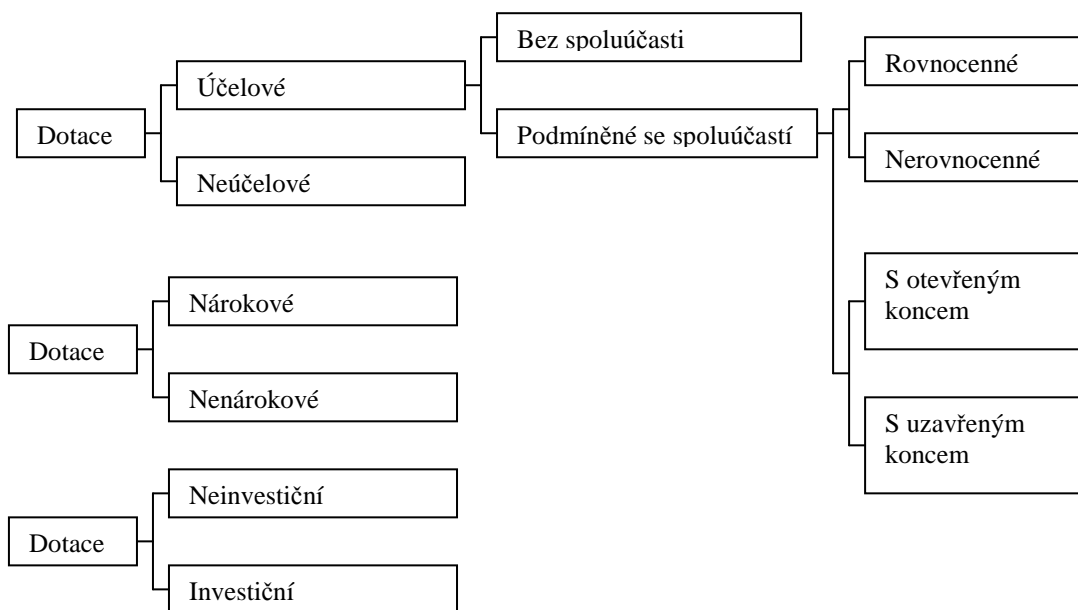 Dotace
Účelové
Neúčelové
Bez spoluúčasti
Podmíněné se spoluúčastí
Rovnocenné
Nerovnocenné
S otevřeným
koncem
S uzavřeným
koncem
Dotace
Nárokové
Nenárokové
Dotace
Neinvestiční
Investiční